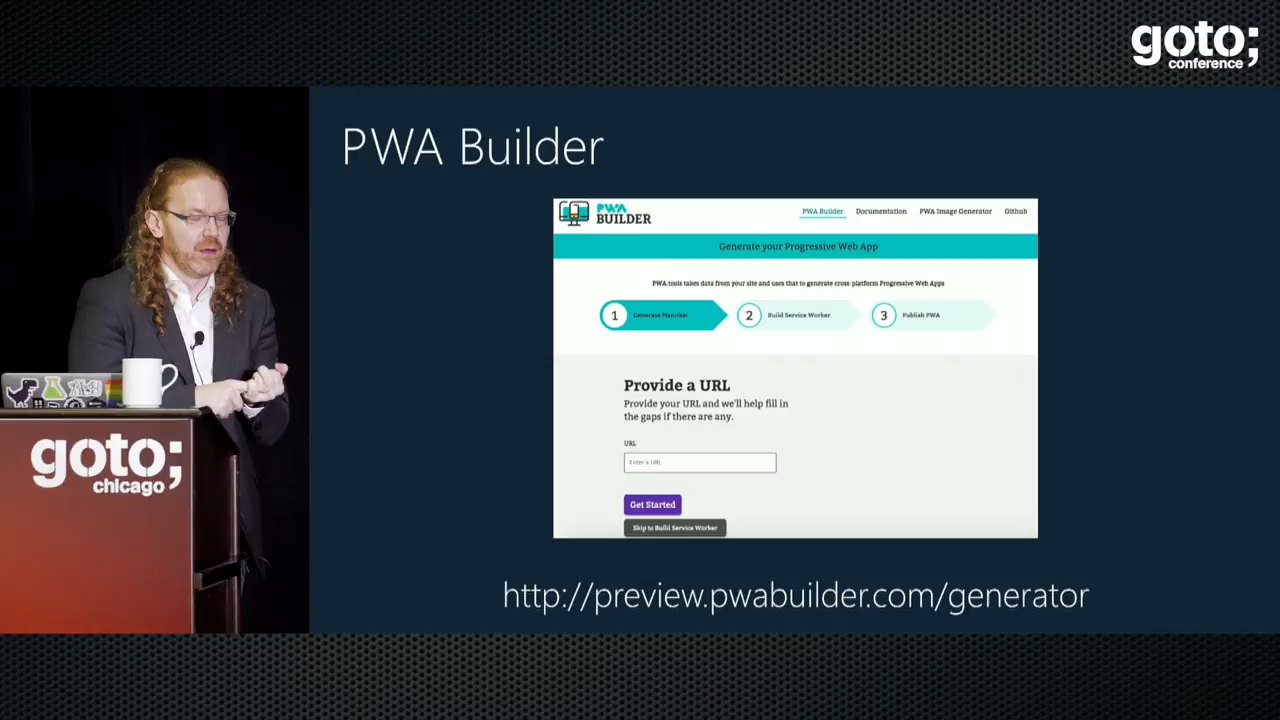 goto;
conference
PWA Builder
PWA
BUILDER
PWA Builder
Documentation
PWA Image Generator
Github
Generate your Progressive Web App
PWA.tools takes data from your site and uses that to generate cross-platform Progressive Web Apps
1 Generate Manifest
2 Build Service Worker
3 Publish PWA
Provide a URL
Provide your URL and we'll help fill in
the gaps if there are any.
URL
Enter a URL
Get Started
Skip to Build Service Worker
http://preview.pwabuilder.com/generator
goto;
chicago